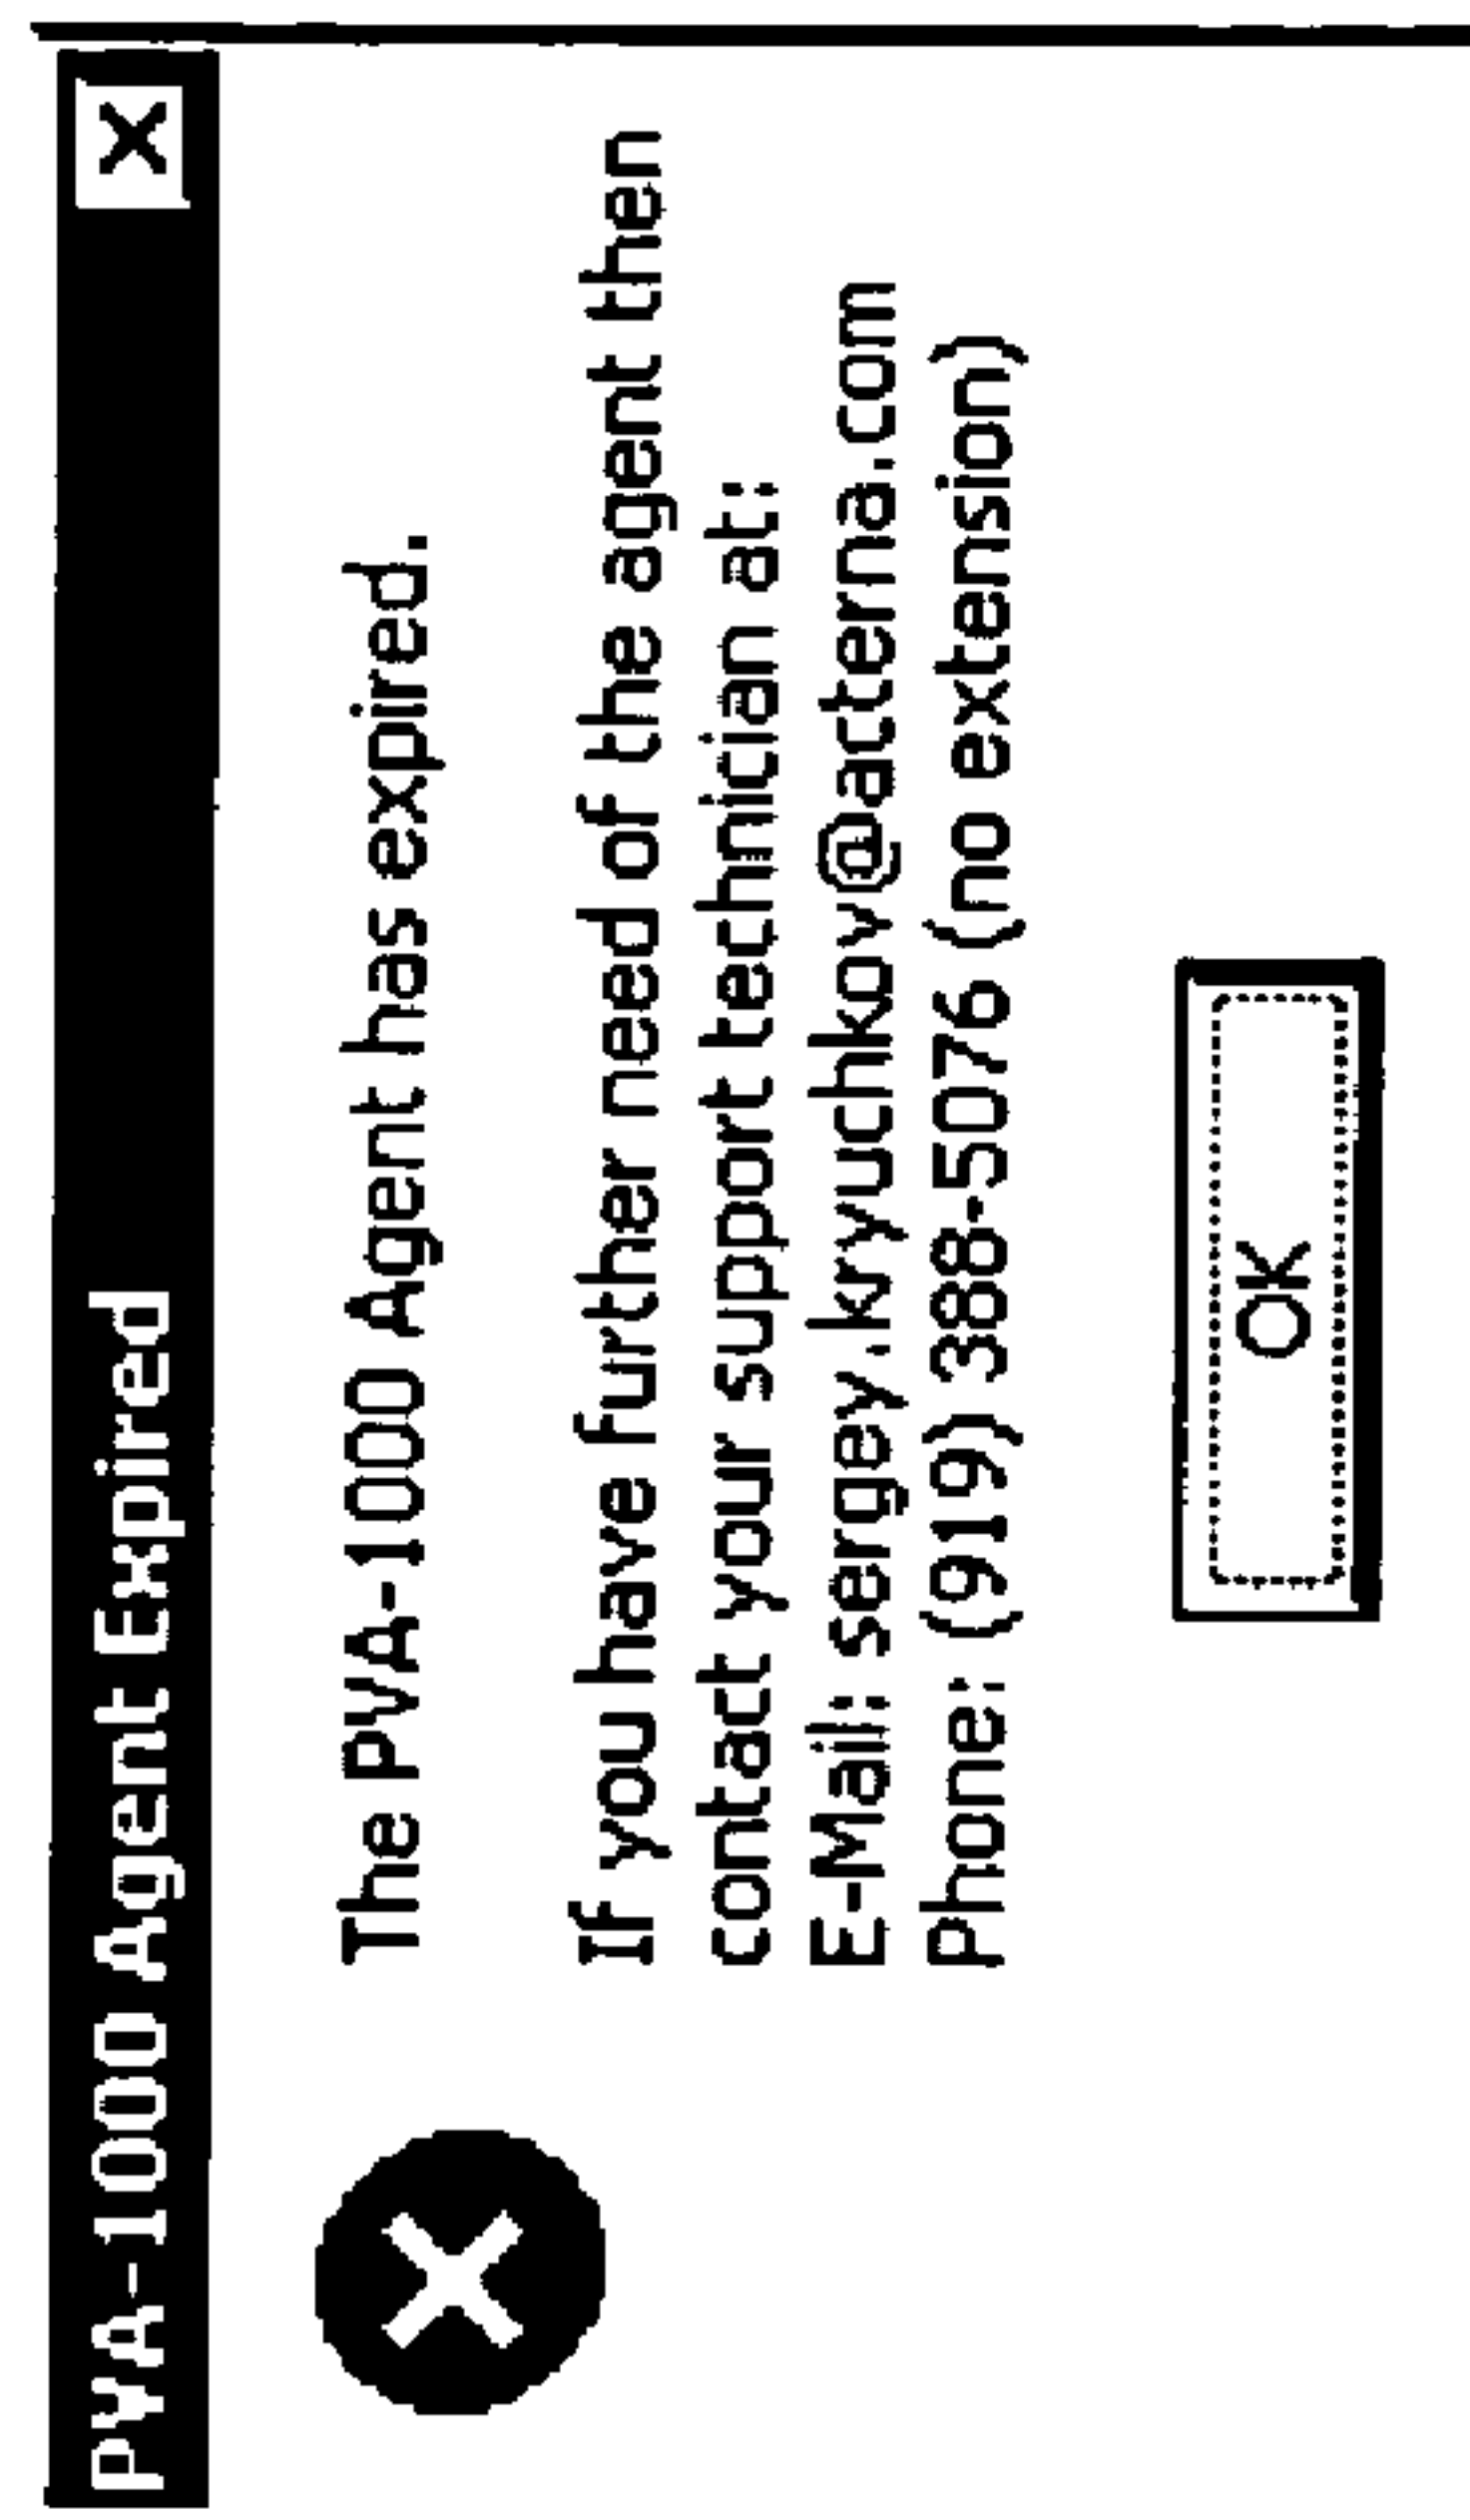 PVA-1000 Agent Expired
The PVA-1000 Agent has expired.
If you have further need of the agent then
contact your support technician at:
E-Mail: sergey.kryuchkov@acterna.com
Phone: (919) 388-5076 (no extension)
OK